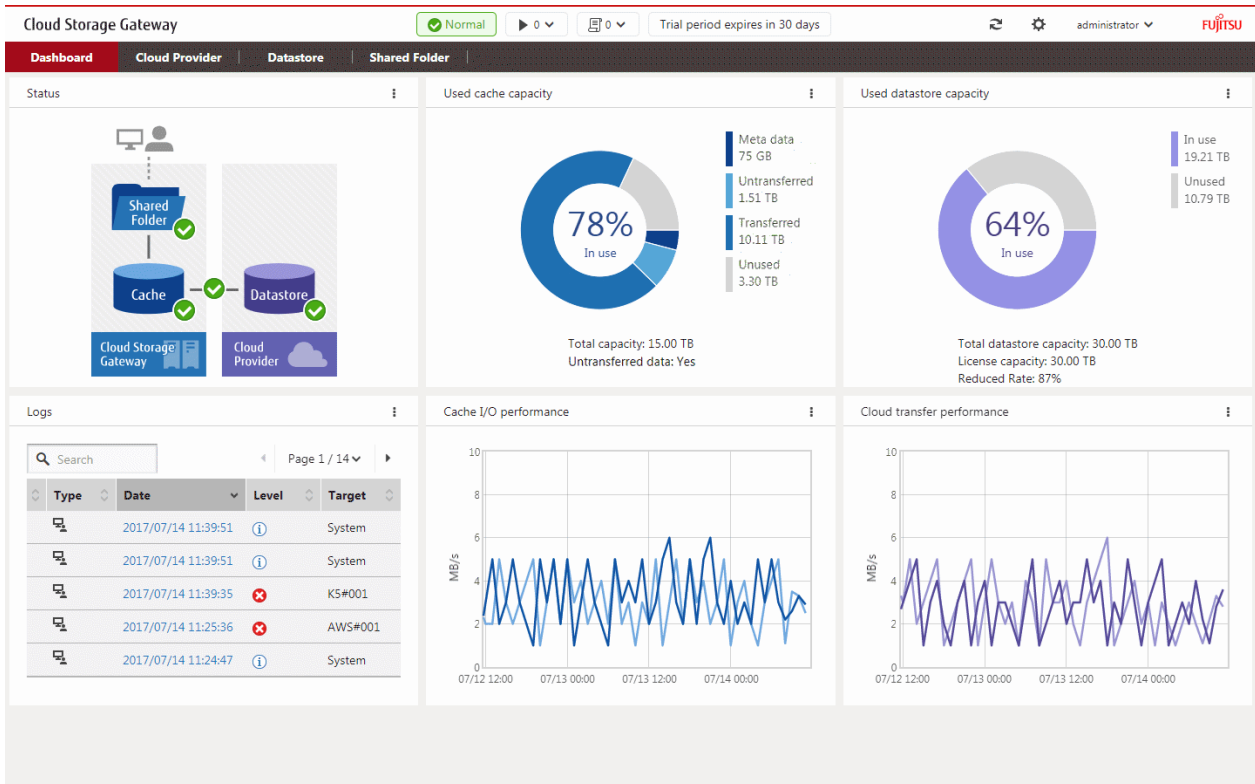 Cloud Storage Gateway
Normal
0
0
Trial period expires in 30 days
administrator
FUJITSU
Dashboard
Cloud Provider
Datastore
Shared Folder
Status
Shared
Folder
Cache
Datastore
Cloud Storage
Gateway
Cloud
Provider
Used cache capacity
78%
In use
Meta data
75 GB
Untransferred
1.51 TB
Transferred
10.11 TB
Unused
3.30 TB
Total capacity: 15.00 TB
Untransferred data: Yes
Used datastore capacity
64%
In use
In use
19.21 TB
Unused
10.79 TB
Total datastore capacity: 30.00 TB
License capacity: 30.00 TB
Reduced Rate: 87%
Logs
Search
Page 1 / 14
Type Date Level Target
2017/07/14 11:39:51 System
2017/07/14 11:39:51 System
2017/07/14 11:39:35 K5#001
2017/07/14 11:25:36 AWS#001
2017/07/14 11:24:47 System
Cache I/O performance
MB/s
10
8
6
4
2
0
07/12 12:00 07/13 00:00 07/13 12:00 07/14 00:00
Cloud transfer performance
MB/s
10
8
6
4
2
0
07/12 12:00 07/13 00:00 07/13 12:00 07/14 00:00